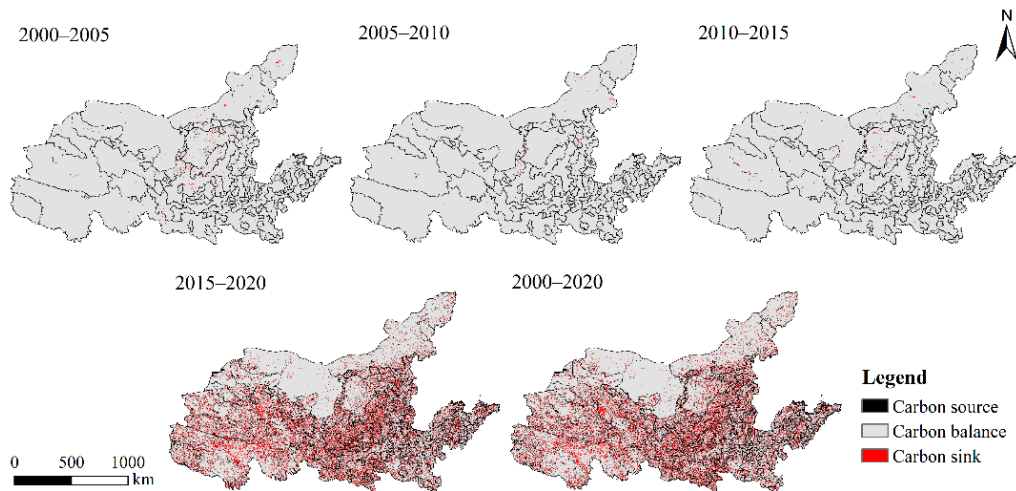 2000–2005
2005–2010
2010–2015
N
2015–2020
2000–2020
Legend
Carbon source
Carbon balance
Carbon sink
0 500 1000
km